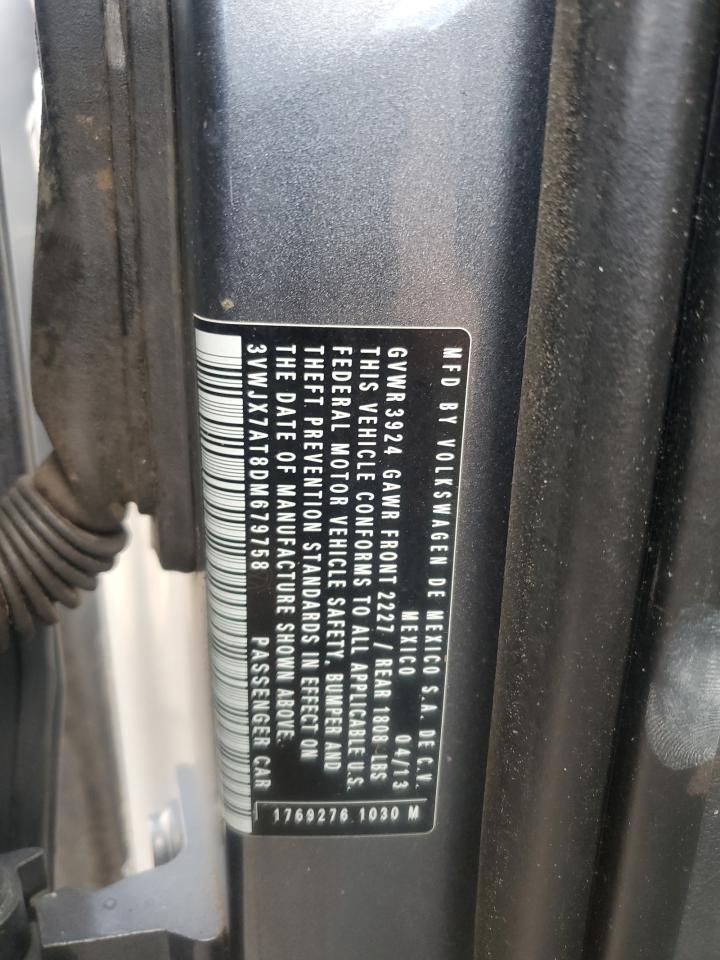 MFD BY VOLKSWAGEN DE MEXICO S.A. DE C.V.
MEXICO 04/13
GVWR 3924 GAWR FRONT 2227 / REAR 1808 LBS
THIS VEHICLE CONFORMS TO ALL APPLICABLE U.S.
FEDERAL MOTOR VEHICLE SAFETY, BUMPER AND
THEFT PREVENTION STANDARDS IN EFFECT ON
THE DATE OF MANUFACTURE SHOWN ABOVE.
3VWJX7AT8DM679758 PASSENGER CAR
1769276 1030 M